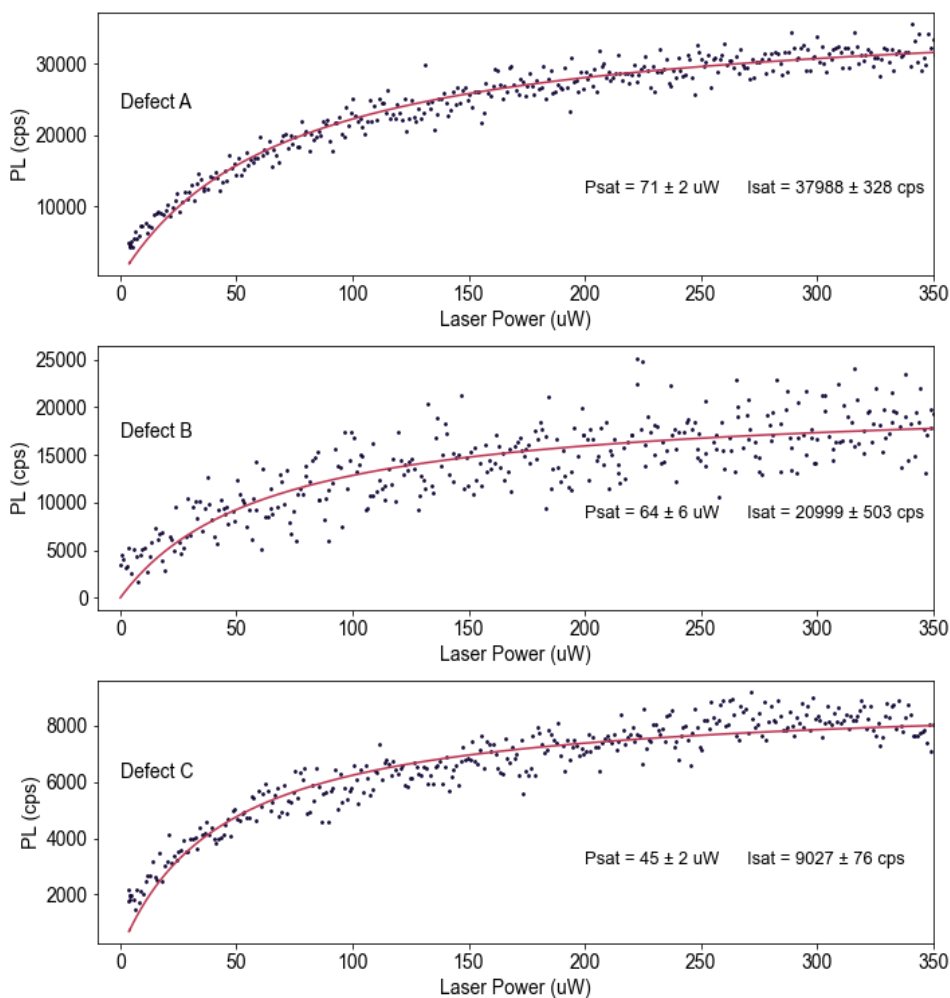 30000
Defect A
20000
PL (cps)
Psat = 71 ± 2 uW Isat = 37988 ± 328 cps
10000
0 50 100 150 200 250 300 350
Laser Power (uW)
25000
20000
Defect B
15000
PL (cps)
10000
Psat = 64 ± 6 uW Isat = 20999 ± 503 cps
5000
0
0 50 100 150 200 250 300 350
Laser Power (uW)
8000
Defect C
6000
PL (cps)
4000
Psat = 45 ± 2 uW Isat = 9027 ± 76 cps
2000
0 50 100 150 200 250 300 350
Laser Power (uW)